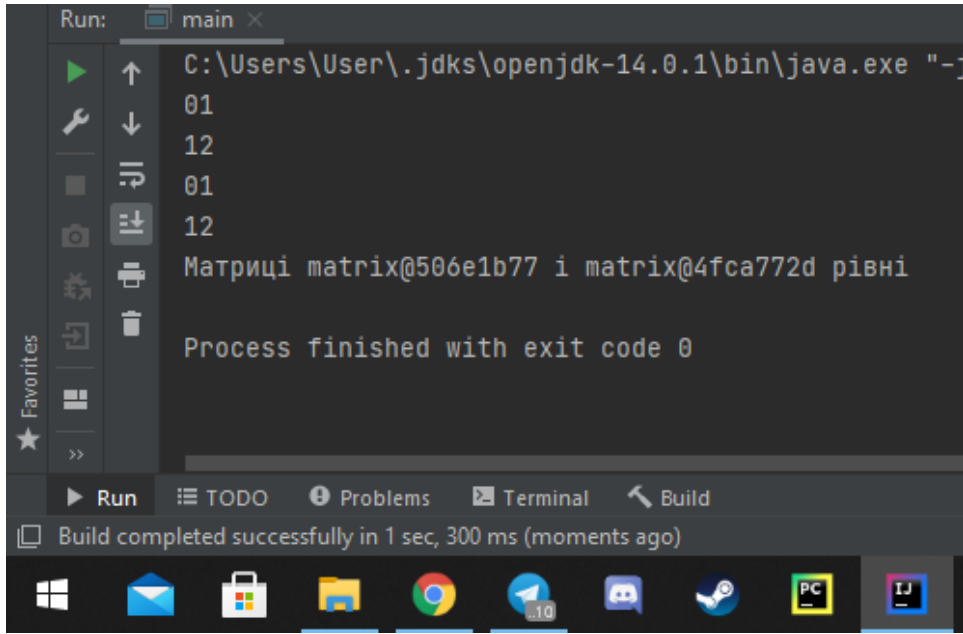 Run: main
C:\Users\User\.jdks\openjdk-14.0.1\bin\java.exe "-j
01
12
01
12
Матриці matrix@506e1b77 і matrix@4fca772d рівні
Process finished with exit code 0
Favorites
Run TODO Problems Terminal Build
Build completed successfully in 1 sec, 300 ms (moments ago)
..10 PC IJ